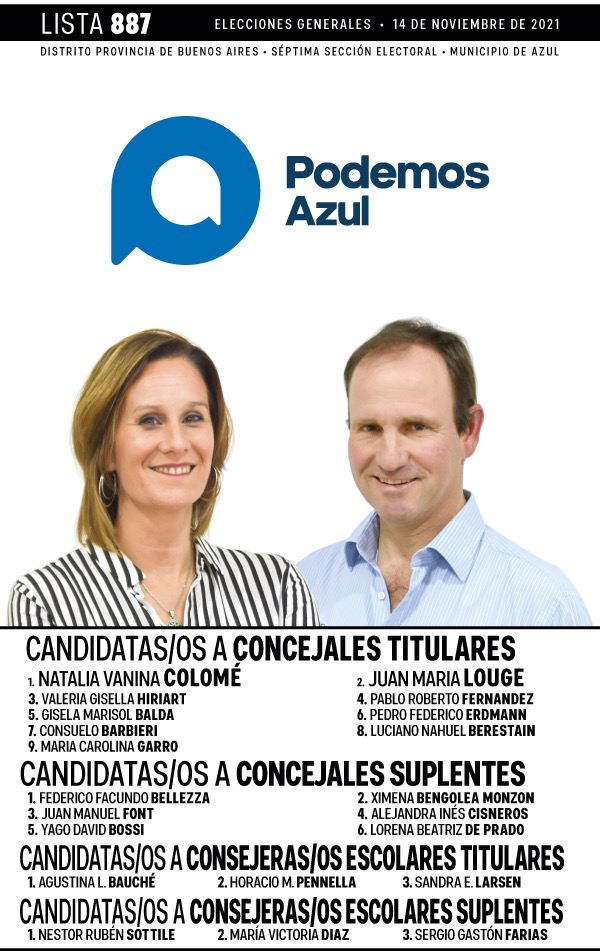 LISTA 887 ELECCIONES GENERALES • 14 DE NOVIEMBRE DE 2021
DISTRITO PROVINCIA DE BUENOS AIRES • SÉPTIMA SECCIÓN ELECTORAL • MUNICIPIO DE AZUL
Podemos
Azul
CANDIDATAS/OS A CONCEJALES TITULARES
1. NATALIA VANINA COLOMÉ 2. JUAN MARIA LOUGE
3. VALERIA GISELLA HIRIART 4. PABLO ROBERTO FERNANDEZ
5. GISELA MARISOL BALDA 6. PEDRO FEDERICO ERDMANN
7. CONSUELO BARBIERI 8. LUCIANO NAHUEL BERESTAIN
9. MARIA CAROLINA GARRO
CANDIDATAS/OS A CONCEJALES SUPLENTES
1. FEDERICO FACUNDO BELLEZZA 2. XIMENA BENGOLEA MONZON
3. JUAN MANUEL FONT 4. ALEJANDRA INÉS CISNEROS
5. YAGO DAVID BOSSI 6. LORENA BEATRIZ DE PRADO
CANDIDATAS/OS A CONSEJERAS/OS ESCOLARES TITULARES
1. AGUSTINA L. BAUCHÉ 2. HORACIO M. PENNELLA 3. SANDRA E. LARSEN
CANDIDATAS/OS A CONSEJERAS/OS ESCOLARES SUPLENTES
1. NESTOR RUBÉN SOTTILE 2. MARÍA VICTORIA DIAZ 3. SERGIO GASTÓN FARIAS